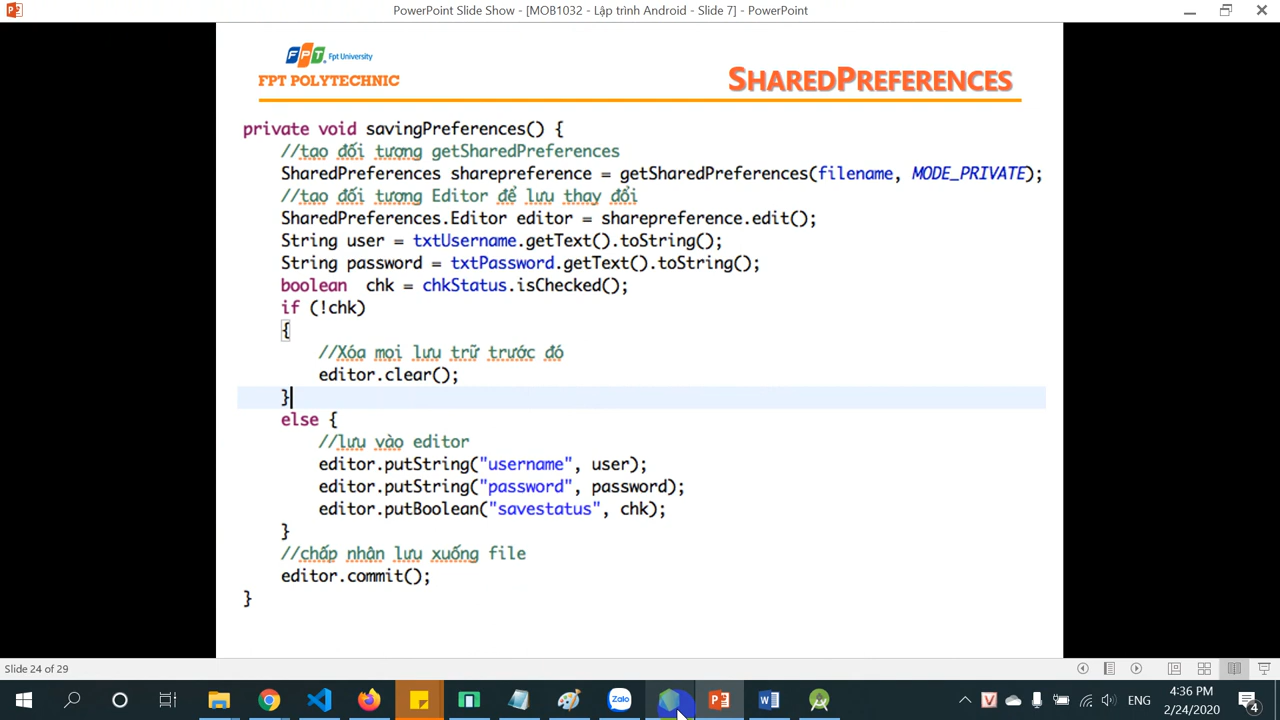 PowerPoint Slide Show - [MOB1032 - Lập trình Android - Slide 7] - PowerPoint
FPT Fpt University
FPT POLYTECHNIC
SHAREDPREFERENCES
private void savingPreferences() {
//tạo đối tượng getSharedPreferences
SharedPreferences sharepreference = getSharedPreferences(filename, MODE_PRIVATE);
//tạo đối tượng Editor để lưu thay đổi
SharedPreferences.Editor editor = sharepreference.edit();
String user = txtUsername.getText().toString();
String password = txtPassword.getText().toString();
boolean chk = chkStatus.isChecked();
if (!chk)
{
//Xóa mọi lưu trữ trước đó
editor.clear();
}
else {
//lưu vào editor
editor.putString("username", user);
editor.putString("password", password);
editor.putBoolean("savestatus", chk);
}
//chấp nhận lưu xuống file
editor.commit();
}
Slide 24 of 29
Zalo
ENG
4:36 PM
2/24/2020
4